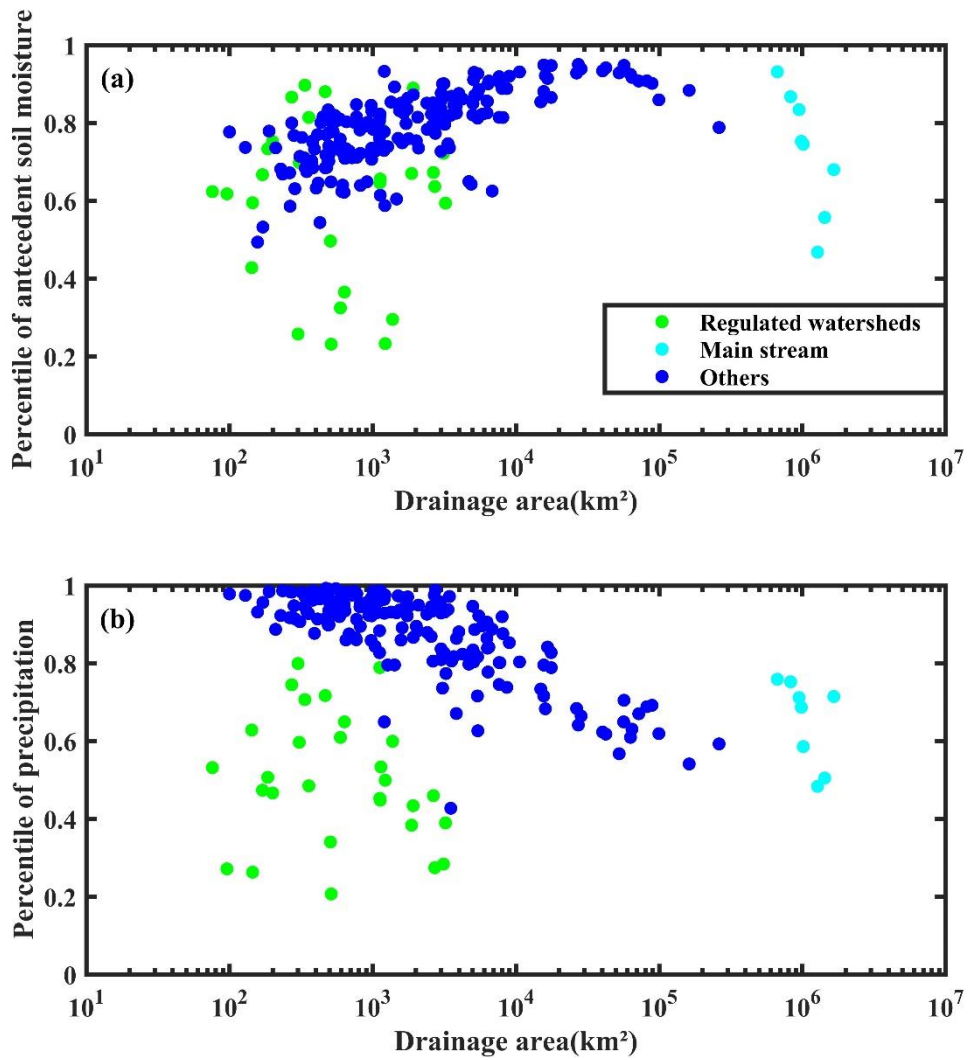 (a)
Percentile of antecedent soil moisture
1
0.8
0.6
0.4
0.2
0
Regulated watersheds
Main stream
Others
10¹ 10² 10³ 10⁴ 10⁵ 10⁶ 10⁷
Drainage area(km²)
(b)
Percentile of precipitation
1
0.8
0.6
0.4
0.2
0
10¹ 10² 10³ 10⁴ 10⁵ 10⁶ 10⁷
Drainage area(km²)